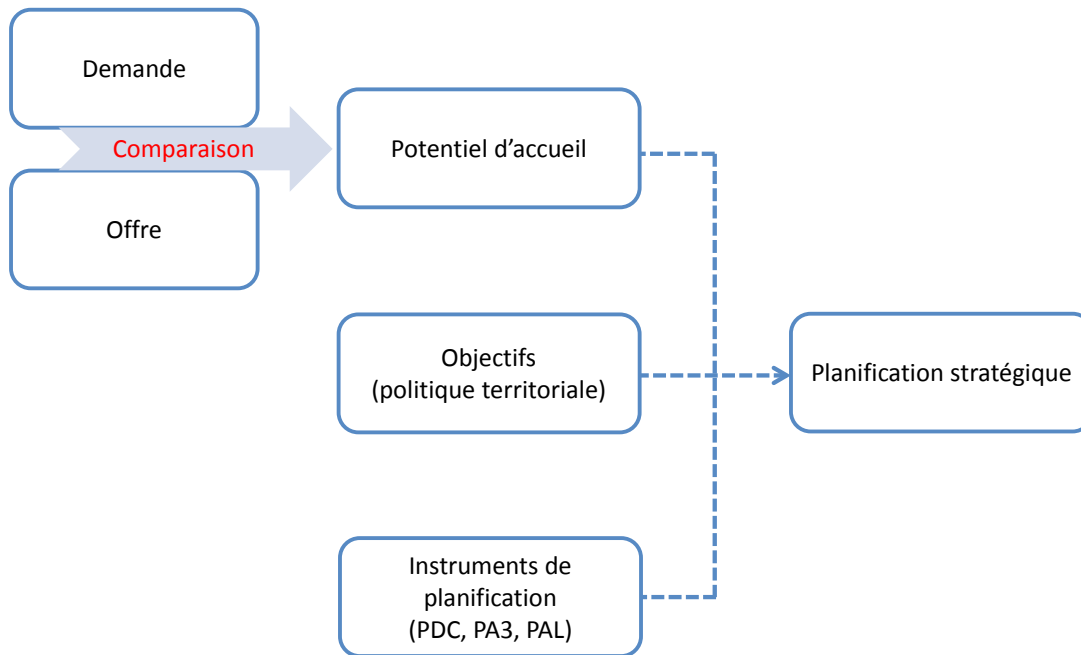 Demande
Comparaison
Offre
Potentiel d’accueil
Objectifs
(politique territoriale)
Planification stratégique
Instruments de
planification
(PDC, PA3, PAL)